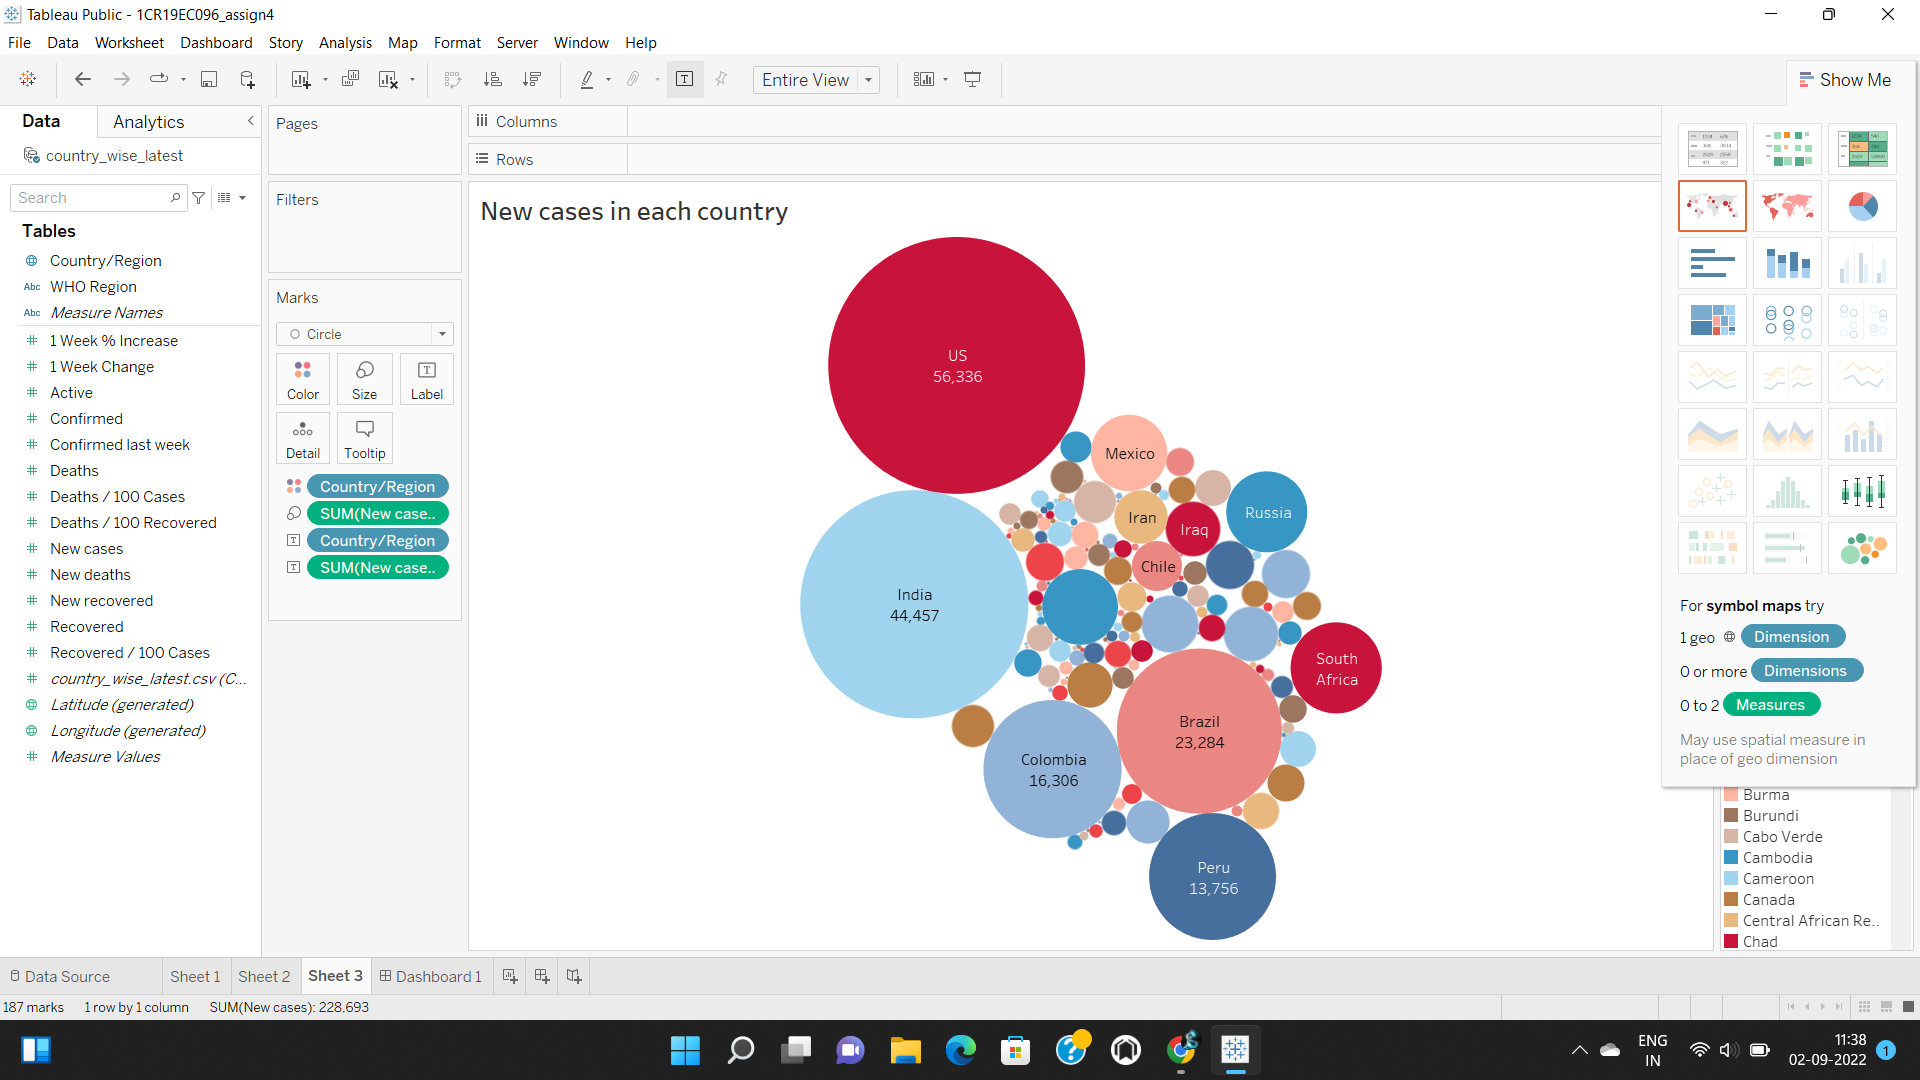 Tableau Public - 1CR19EC096_assign4
File Data Worksheet Dashboard Story Analysis Map Format Server Window Help
Entire View
Show Me
Data Analytics
country_wise_latest
Search
Tables
Country/Region
Abc WHO Region
Abc Measure Names
1 Week % Increase
1 Week Change
Active
Confirmed
Confirmed last week
Deaths
Deaths / 100 Cases
Deaths / 100 Recovered
New cases
New deaths
New recovered
Recovered
Recovered / 100 Cases
country_wise_latest.csv (C...
Latitude (generated)
Longitude (generated)
Measure Values
Pages
Filters
Marks
Circle
Color Size Label
Detail Tooltip
Country/Region
SUM(New case..
Country/Region
SUM(New case..
Columns
Rows
New cases in each country
US
56,336
Mexico
Iran
Iraq
Russia
Chile
India
44,457
South
Africa
Brazil
23,284
Colombia
16,306
Peru
13,756
For symbol maps try
1 geo Dimension
0 or more Dimensions
0 to 2 Measures
May use spatial measure in
place of geo dimension
Burma
Burundi
Cabo Verde
Cambodia
Cameroon
Canada
Central African Re..
Chad
Data Source Sheet 1 Sheet 2 Sheet 3 Dashboard 1
187 marks 1 row by 1 column SUM(New cases): 228,693
ENG
IN
11:38
02-09-2022
1